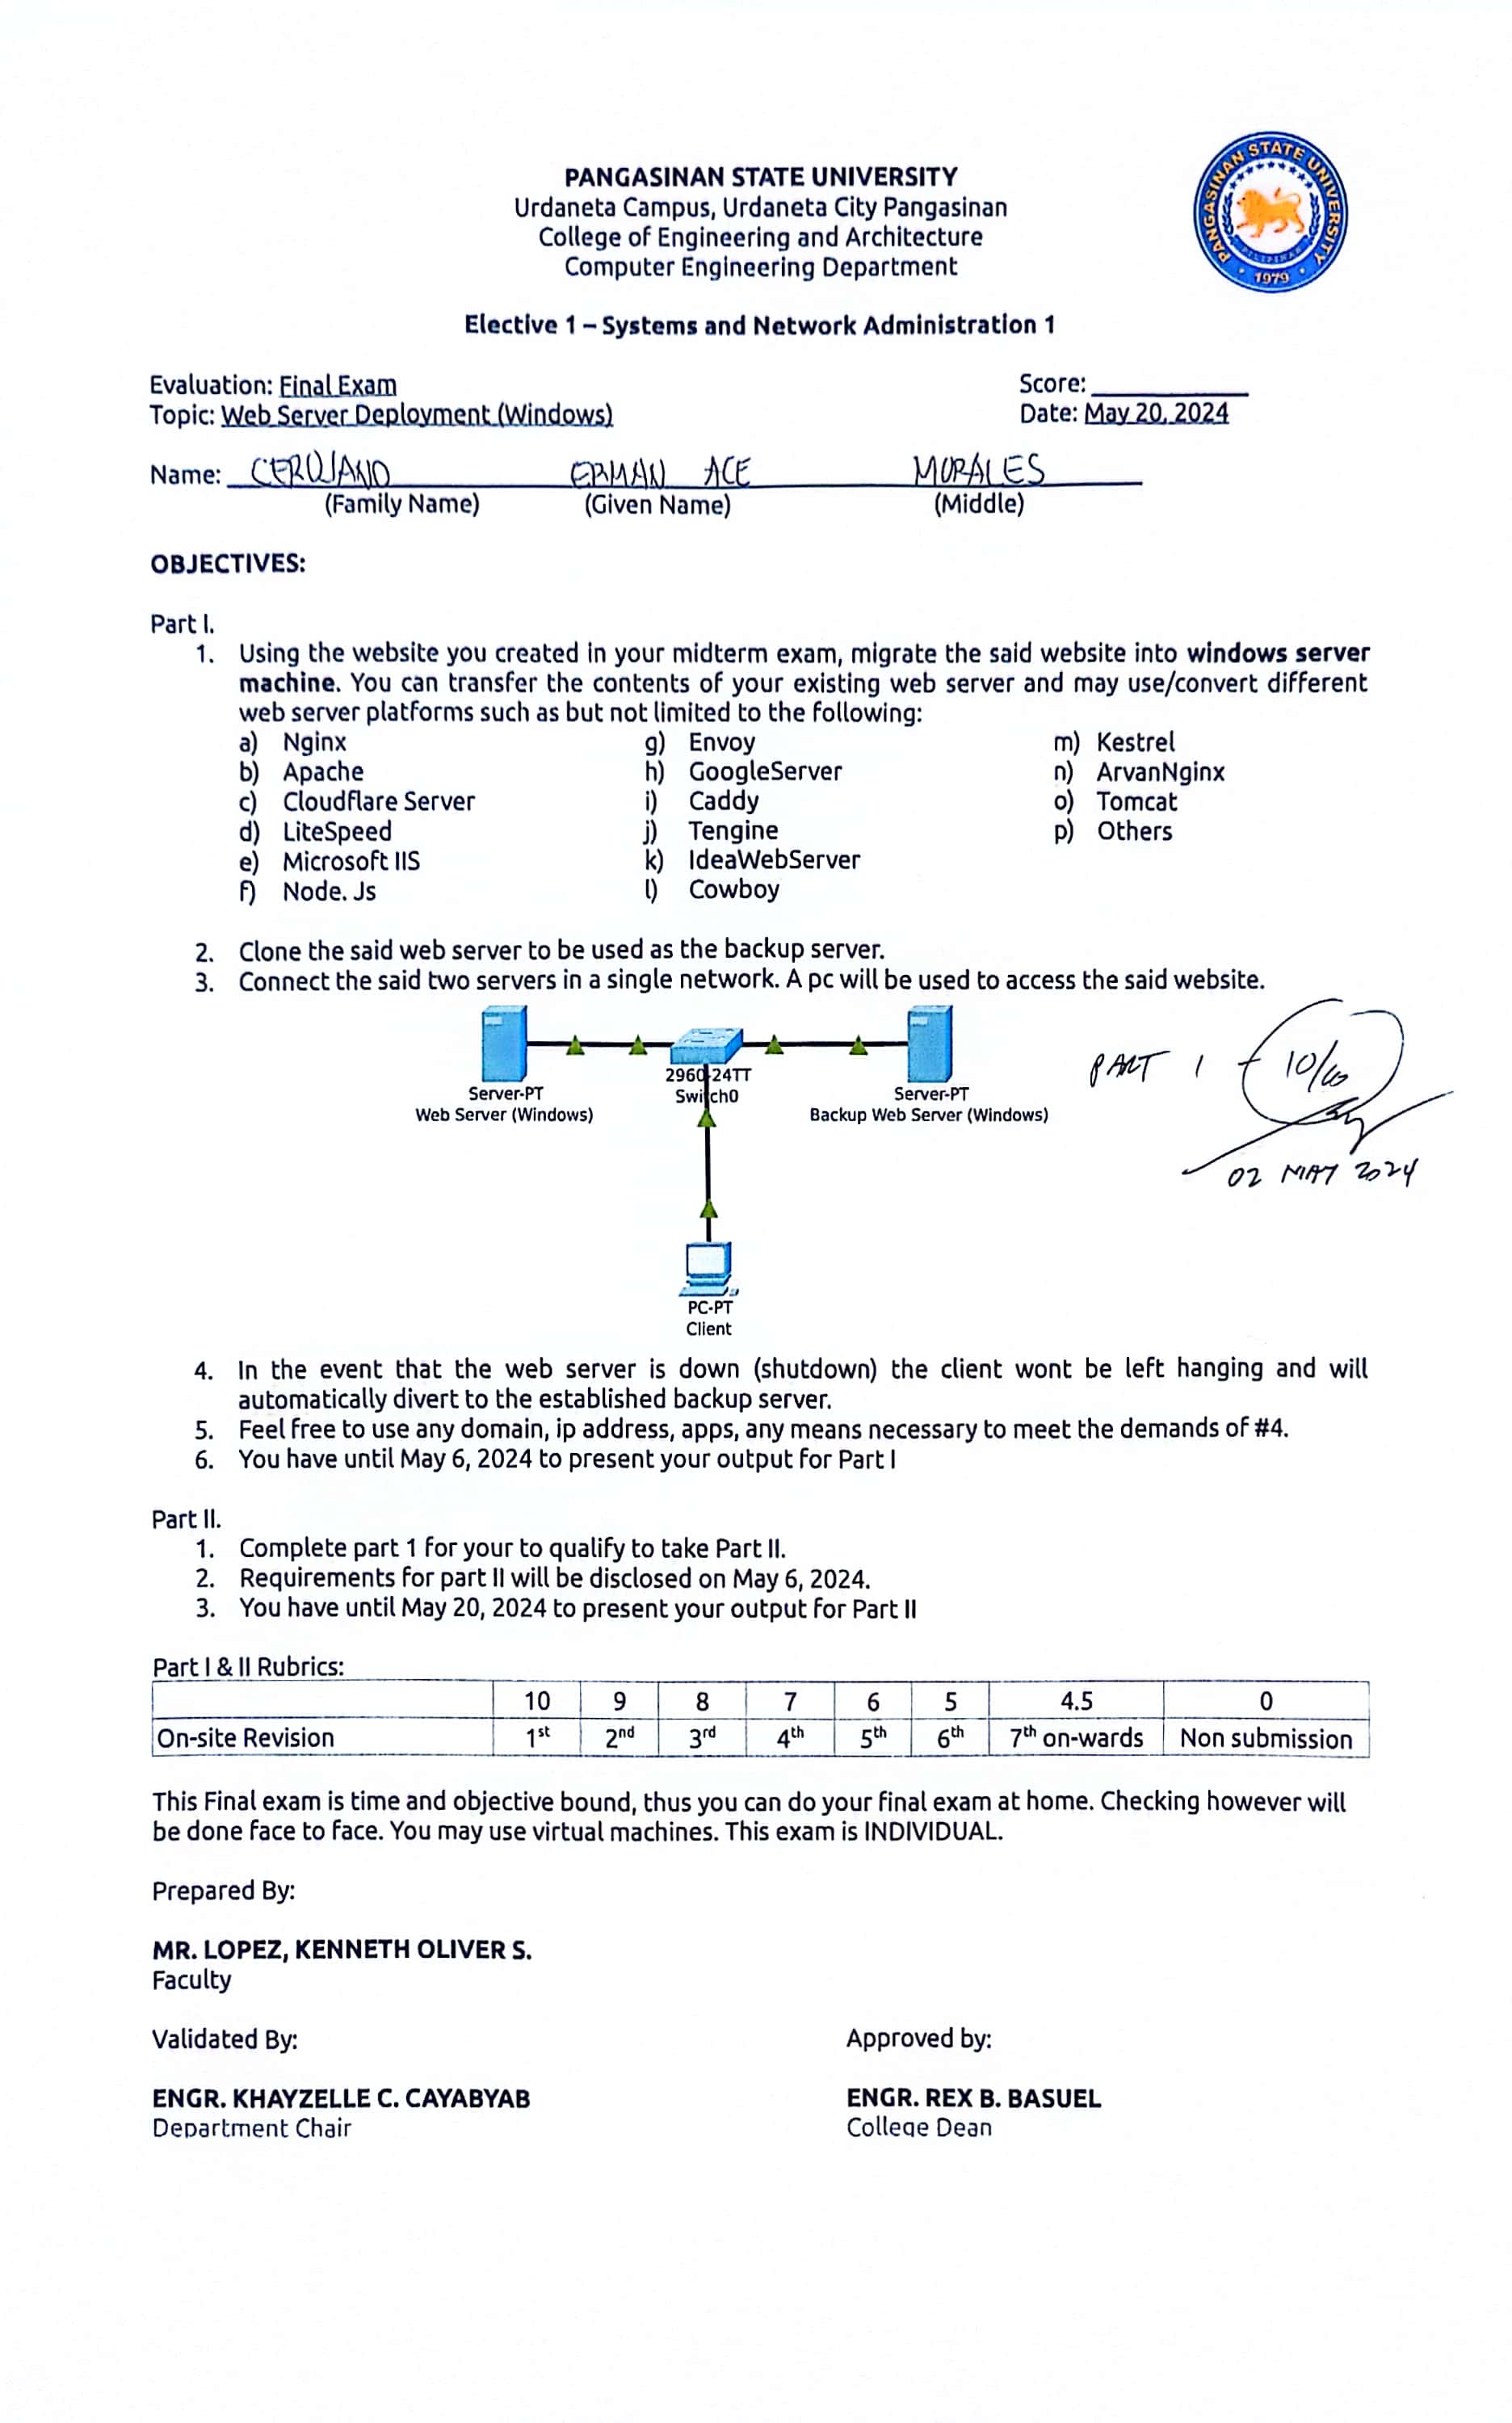 PANGASINAN STATE UNIVERSITY
Urdaneta Campus, Urdaneta City Pangasinan
College of Engineering and Architecture
Computer Engineering Department
PANGASINAN STATE UNIVERSITY
PILIPINAS
1979
Elective 1 – Systems and Network Administration 1
Evaluation: Final Exam
Score:
Topic: Web Server Deployment (Windows)
Date: May 20, 2024
Name: ERMAN ACE MORALES
(Family Name) (Given Name) (Middle)
OBJECTIVES:
Part I.
1. Using the website you created in your midterm exam, migrate the said website into windows server
machine. You can transfer the contents of your existing web server and may use/convert different
web server platforms such as but not limited to the following:
a) Nginx g) Envoy m) Kestrel
b) Apache h) GoogleServer n) ArvanNginx
c) Cloudflare Server i) Caddy o) Tomcat
d) LiteSpeed j) Tengine p) Others
e) Microsoft IIS k) IdeaWebServer
f) Node. Js l) Cowboy
2. Clone the said web server to be used as the backup server.
3. Connect the said two servers in a single network. A pc will be used to access the said website.
Server-PT
Web Server (Windows)
2960-24TT
Switch0
Server-PT
Backup Web Server (Windows)
PART 1 - 10/10
02 MAY 2024
PC-PT
Client
4. In the event that the web server is down (shutdown) the client wont be left hanging and will
automatically divert to the established backup server.
5. Feel free to use any domain, ip address, apps, any means necessary to meet the demands of #4.
6. You have until May 6, 2024 to present your output for Part I
Part II.
1. Complete part 1 for your to qualify to take Part II.
2. Requirements for part II will be disclosed on May 6, 2024.
3. You have until May 20, 2024 to present your output for Part II
Part I & II Rubrics:
10 9 8 7 6 5 4.5 0
On-site Revision 1st 2nd 3rd 4th 5th 6th 7th on-wards Non submission
This Final exam is time and objective bound, thus you can do your final exam at home. Checking however will
be done face to face. You may use virtual machines. This exam is INDIVIDUAL.
Prepared By:
MR. LOPEZ, KENNETH OLIVER S.
Faculty
Validated By:
Approved by:
ENGR. KHAYZELLE C. CAYABYAB
ENGR. REX B. BASUEL
Department Chair
College Dean